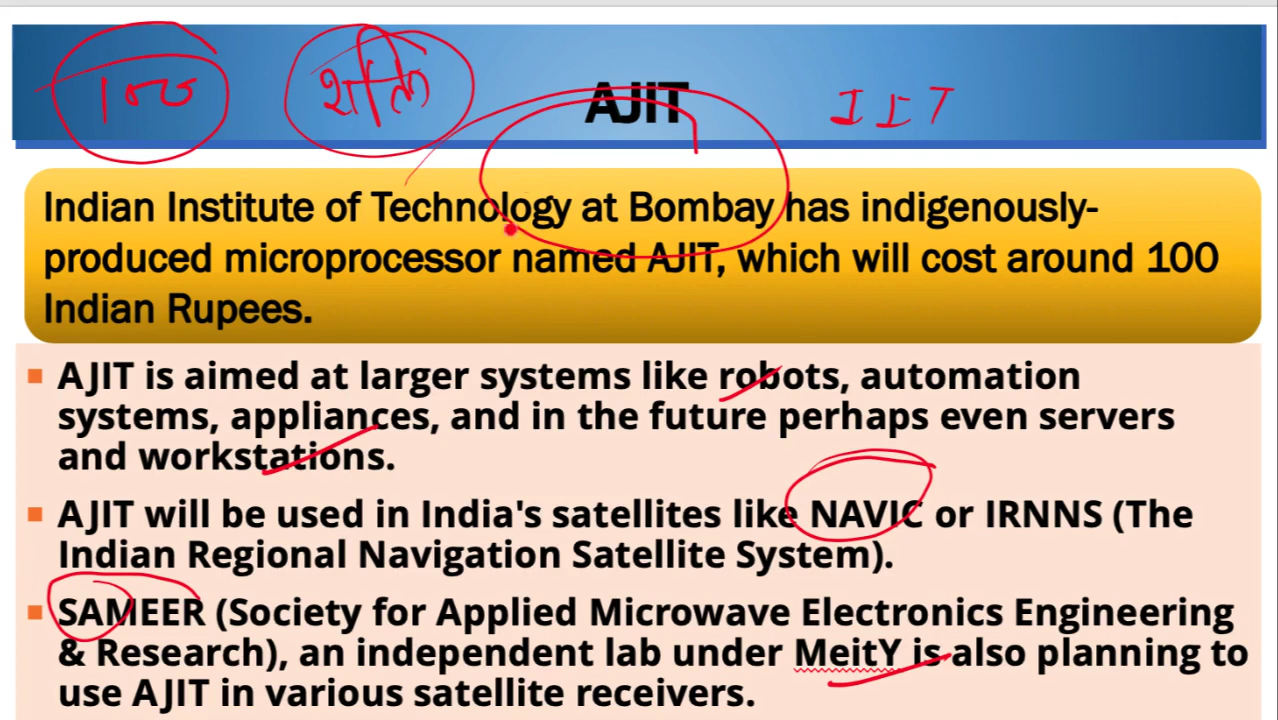 100 शक्ति AJIT IIT
Indian Institute of Technology at Bombay has indigenously-
produced microprocessor named AJIT, which will cost around 100
Indian Rupees.
▪ AJIT is aimed at larger systems like robots, automation
systems, appliances, and in the future perhaps even servers
and workstations.
▪ AJIT will be used in India's satellites like NAVIC or IRNNS (The
Indian Regional Navigation Satellite System).
▪ SAMEER (Society for Applied Microwave Electronics Engineering
& Research), an independent lab under MeitY is also planning to
use AJIT in various satellite receivers.